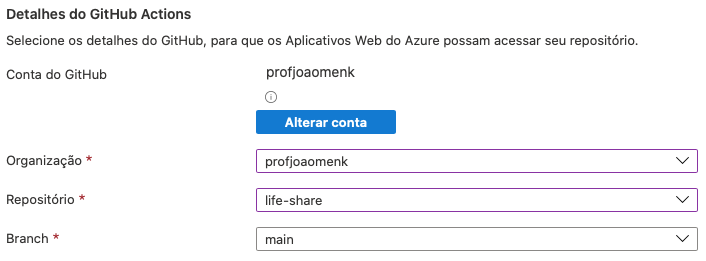 Detalhes do GitHub Actions
Selecione os detalhes do GitHub, para que os Aplicativos Web do Azure possam acessar seu repositório.
Conta do GitHub
profjoaomenk
Alterar conta
Organização *
profjoaomenk
Repositório *
life-share
Branch *
main